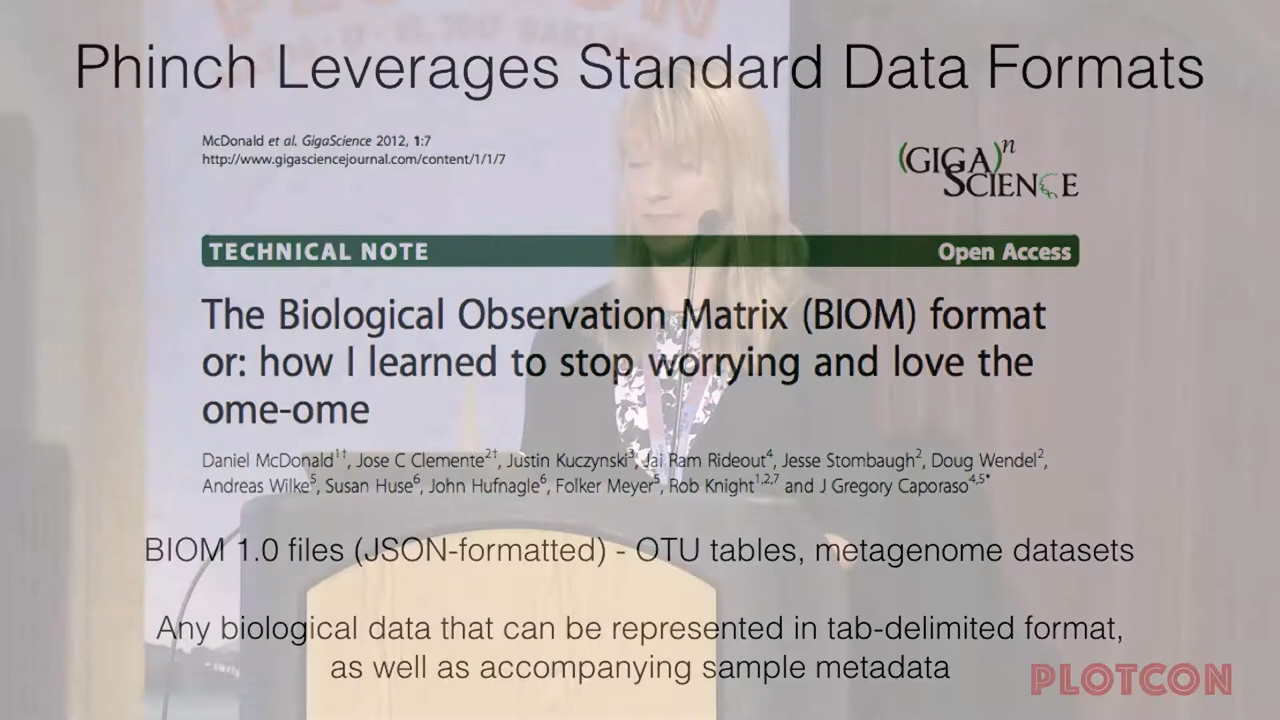 PLOTCON
Phinch Leverages Standard Data Formats
McDonald et al. GigaScience 2012, 1:7
http://www.gigasciencejournal.com/content/1/1/7
(GIGA)n
SCIENCE
TECHNICAL NOTE Open Access
The Biological Observation Matrix (BIOM) format
or: how I learned to stop worrying and love the
ome-ome
Daniel McDonald1†, Jose C Clemente2†, Justin Kuczynski3, Jai Ram Rideout4, Jesse Stombaugh2, Doug Wendel2,
Andreas Wilke5, Susan Huse6, John Hufnagle6, Folker Meyer5, Rob Knight1,2,7 and J Gregory Caporaso4,5*
BIOM 1.0 files (JSON-formatted) - OTU tables, metagenome datasets
Any biological data that can be represented in tab-delimited format,
as well as accompanying sample metadata
PLOTCON